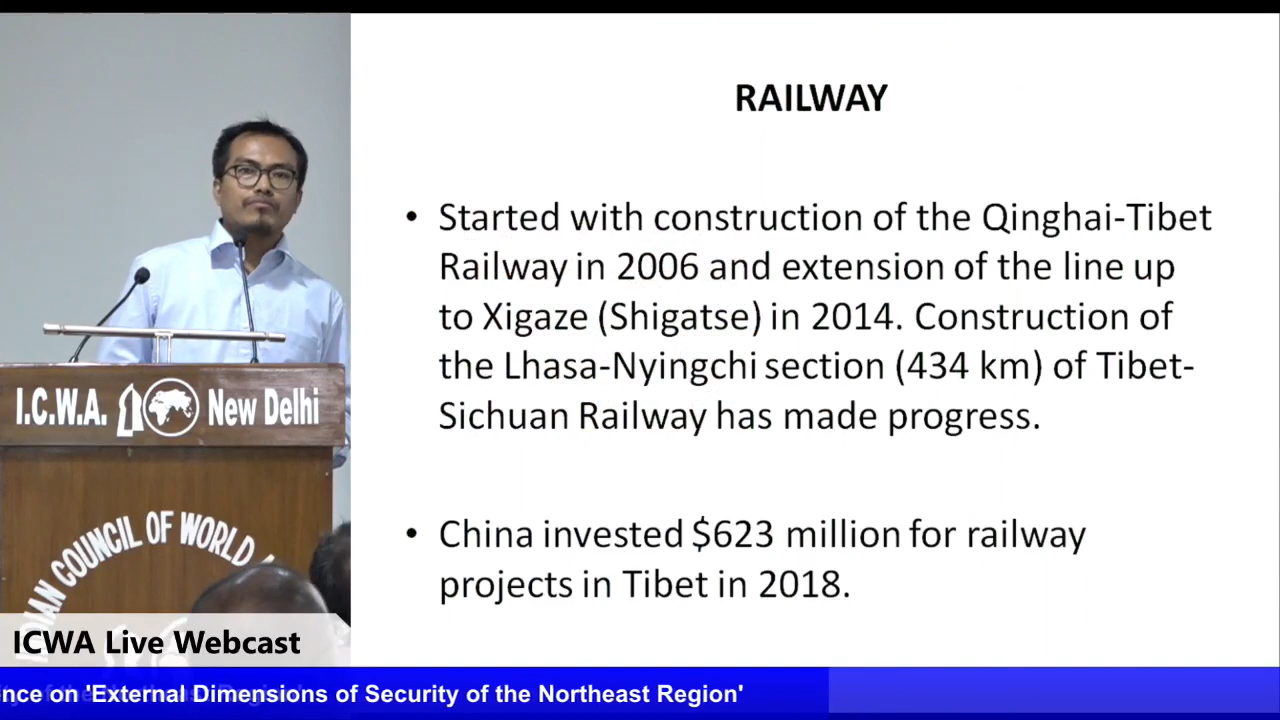 RAILWAY
• Started with construction of the Qinghai-Tibet
Railway in 2006 and extension of the line up
to Xigaze (Shigatse) in 2014. Construction of
the Lhasa-Nyingchi section (434 km) of Tibet-
Sichuan Railway has made progress.
• China invested $623 million for railway
projects in Tibet in 2018.
I.C.W.A. New Delhi
INDIAN COUNCIL OF WORLD
ICWA Live Webcast
nce on 'External Dimensions of Security of the Northeast Region'